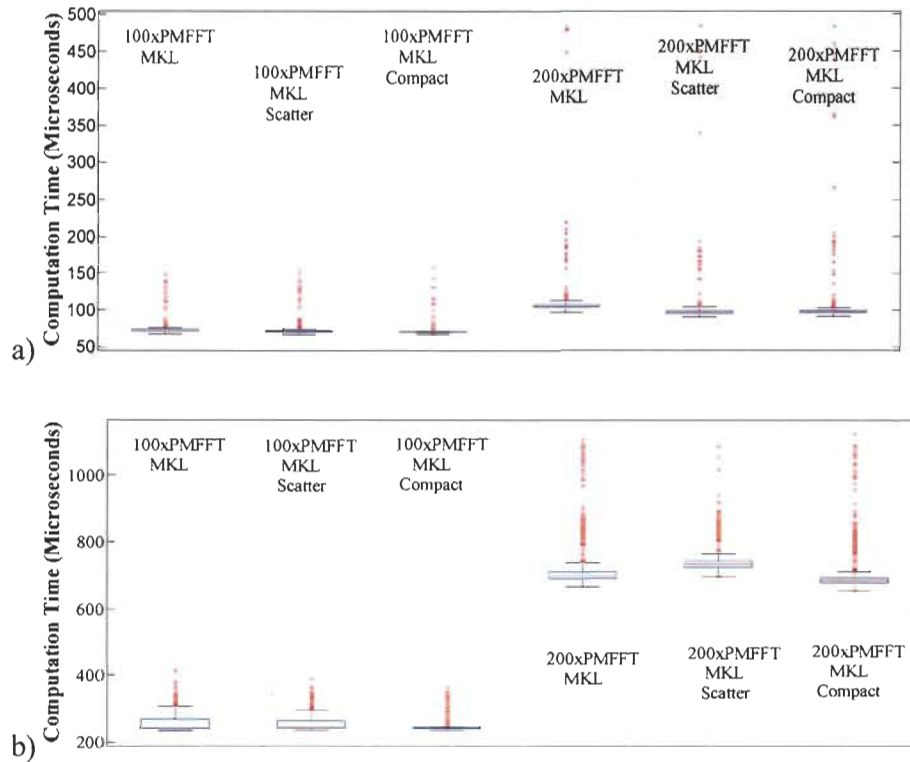 Computation Time (Microseconds)
500
450
400
350
300
250
200
150
100
50
100xPMFFT
MKL
100xPMFFT
MKL
Scatter
100xPMFFT
MKL
Compact
200xPMFFT
MKL
200xPMFFT
MKL
Scatter
200xPMFFT
MKL
Compact
a)
Computation Time (Microseconds)
1000
800
600
400
200
100xPMFFT
MKL
100xPMFFT
MKL
Scatter
100xPMFFT
MKL
Compact
200xPMFFT
MKL
200xPMFFT
MKL
Scatter
200xPMFFT
MKL
Compact
b)